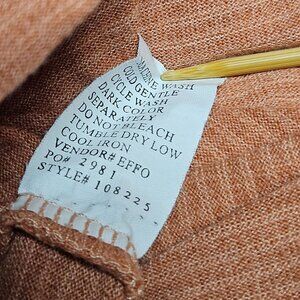 MACHINE WASH
COLD GENTLE
CYCLE WASH
DARK COLOR
SEPARATELY
DO NOT BLEACH
TUMBLE DRY LOW
COOL IRON
VENDOR# EFFO
PO# 2981
STYLE# 108225